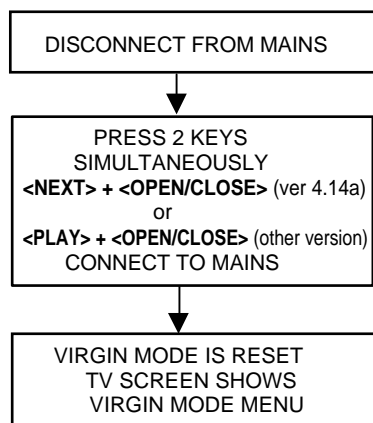 DISCONNECT FROM MAINS
PRESS 2 KEYS
SIMULTANEOUSLY
<NEXT> + <OPEN/CLOSE> (ver 4.14a)
or
<PLAY> + <OPEN/CLOSE> (other version)
CONNECT TO MAINS
VIRGIN MODE IS RESET
TV SCREEN SHOWS
VIRGIN MODE MENU